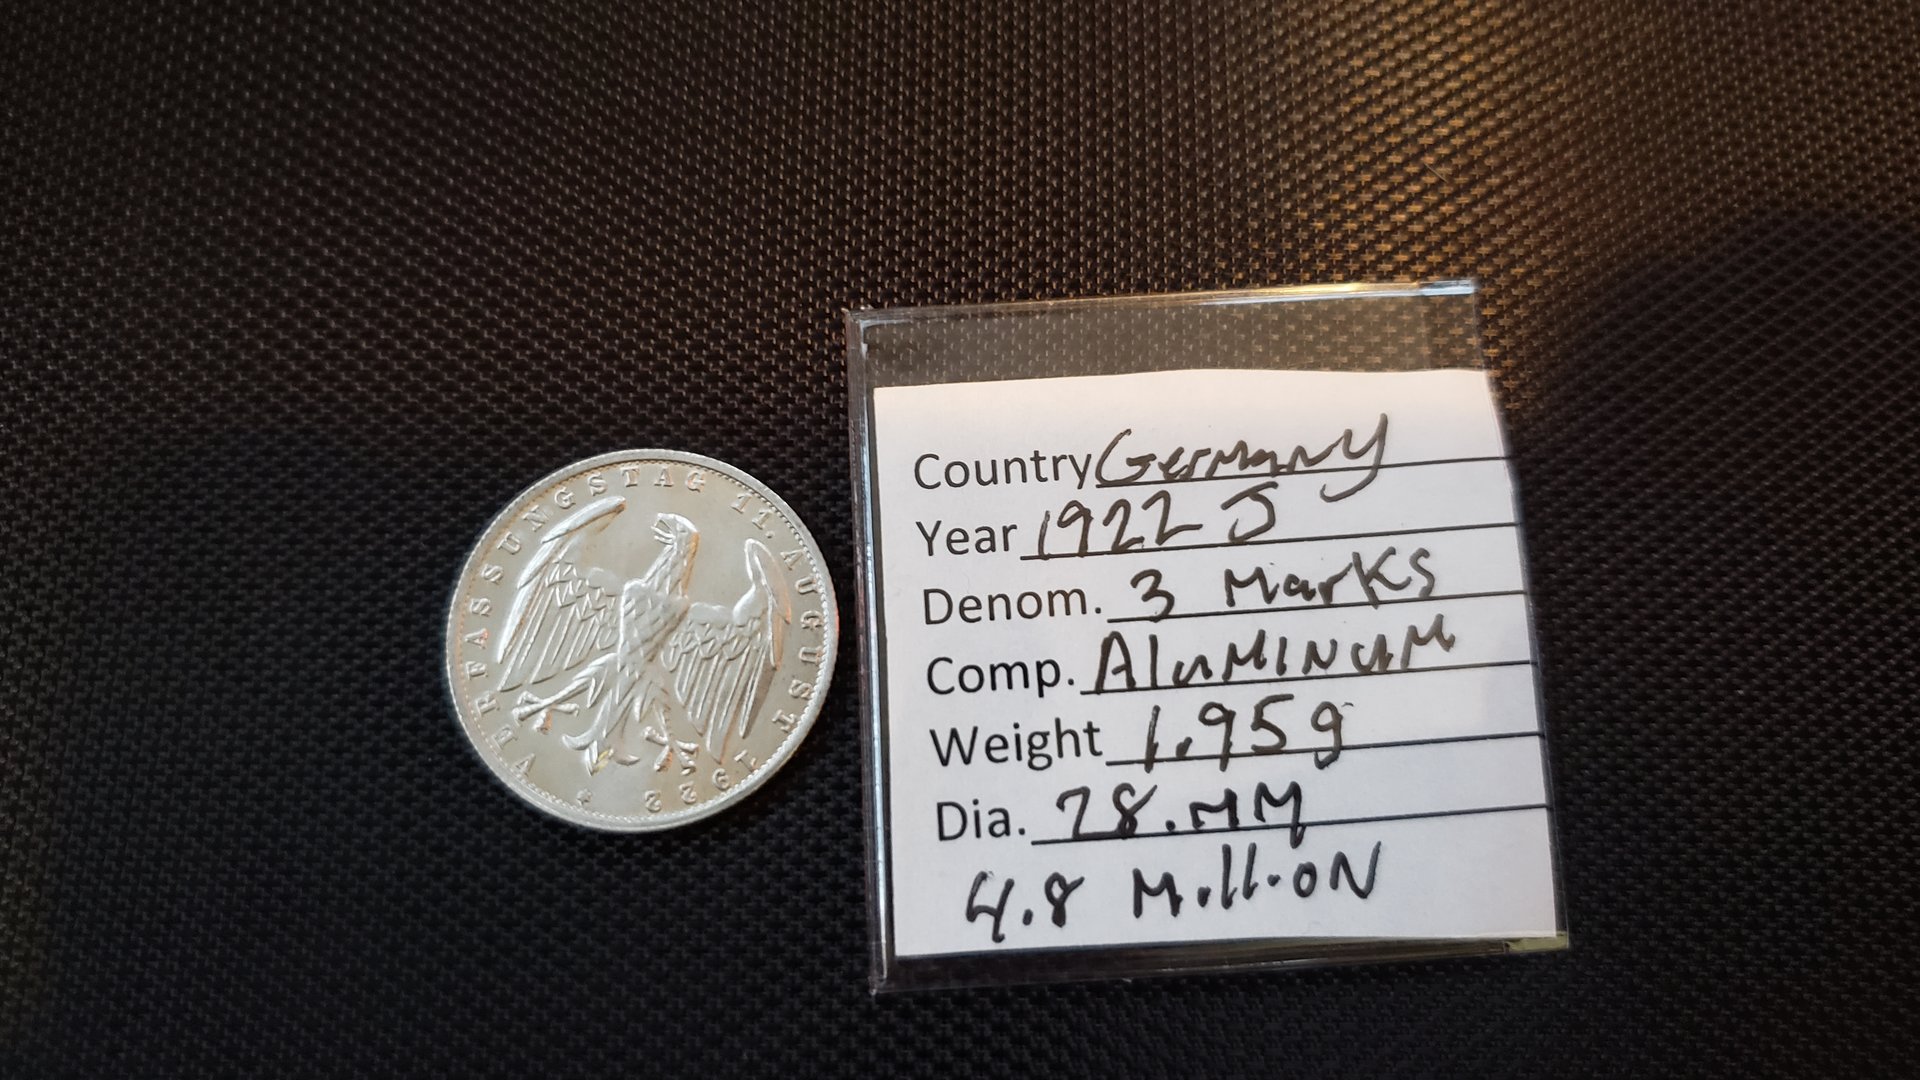 VERFASSUNGSTAG 11. AUGUST 1922 *
Country Germany
Year 1922 J
Denom. 3 Marks
Comp. Aluminum
Weight 1.95g
Dia. 28.mm
4.8 Million